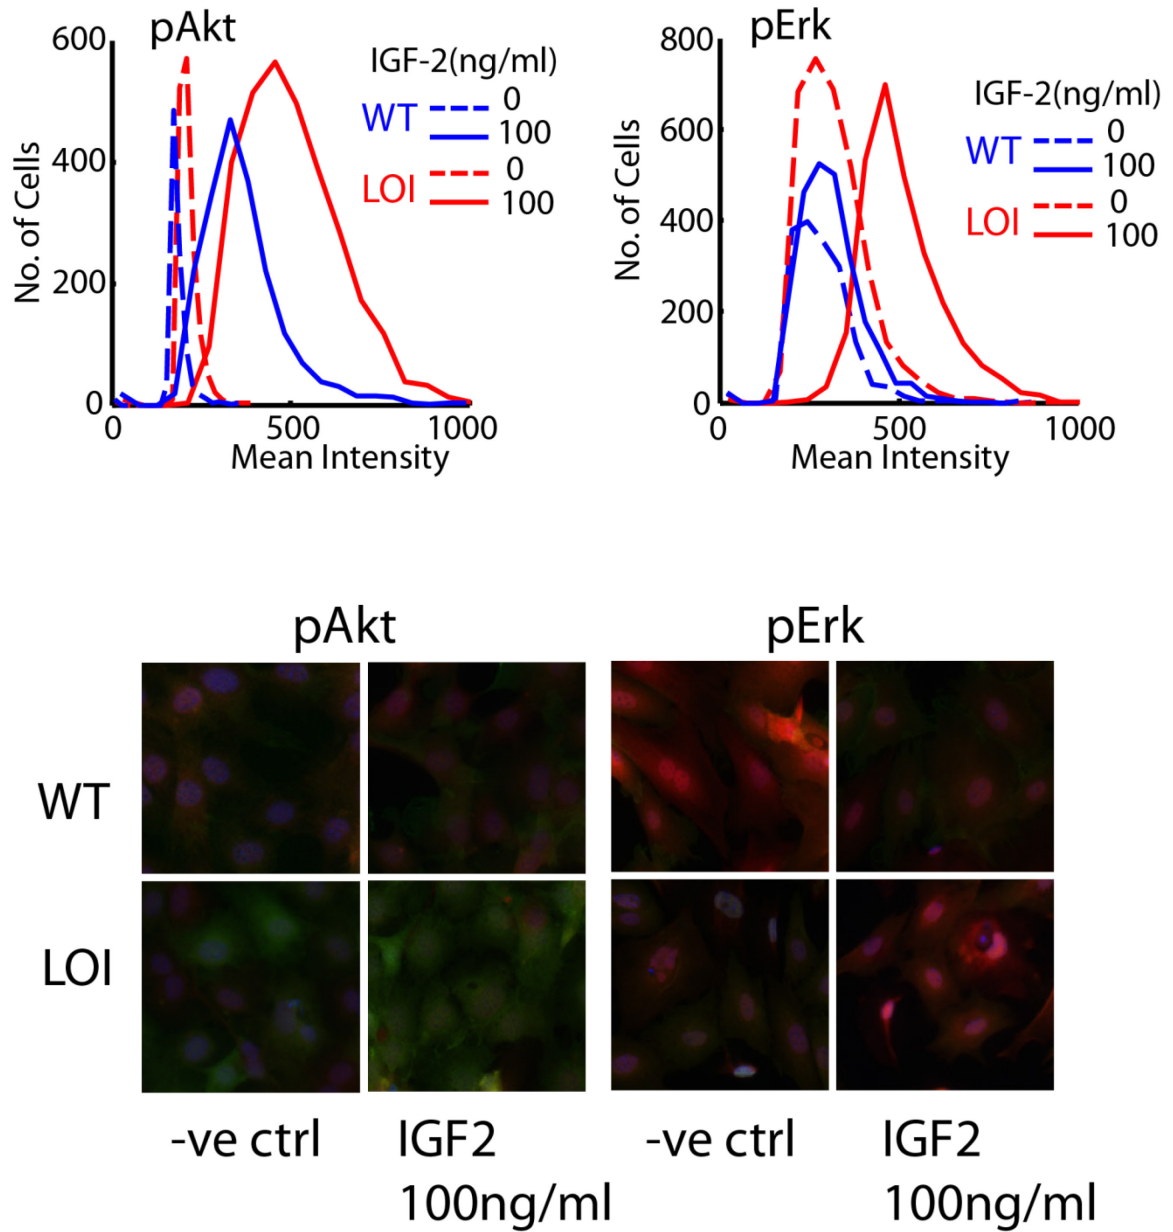 pAkt
IGF-2(ng/ml)
WT
0
100
LOI
0
100
No. of Cells
600
400
200
0
0
500
1000
Mean Intensity
pErk
IGF-2(ng/ml)
WT
0
100
LOI
0
100
No. of Cells
800
600
400
200
0
0
500
1000
Mean Intensity
pAkt
pErk
WT
LOI
-ve ctrl
IGF2
100ng/ml
-ve ctrl
IGF2
100ng/ml